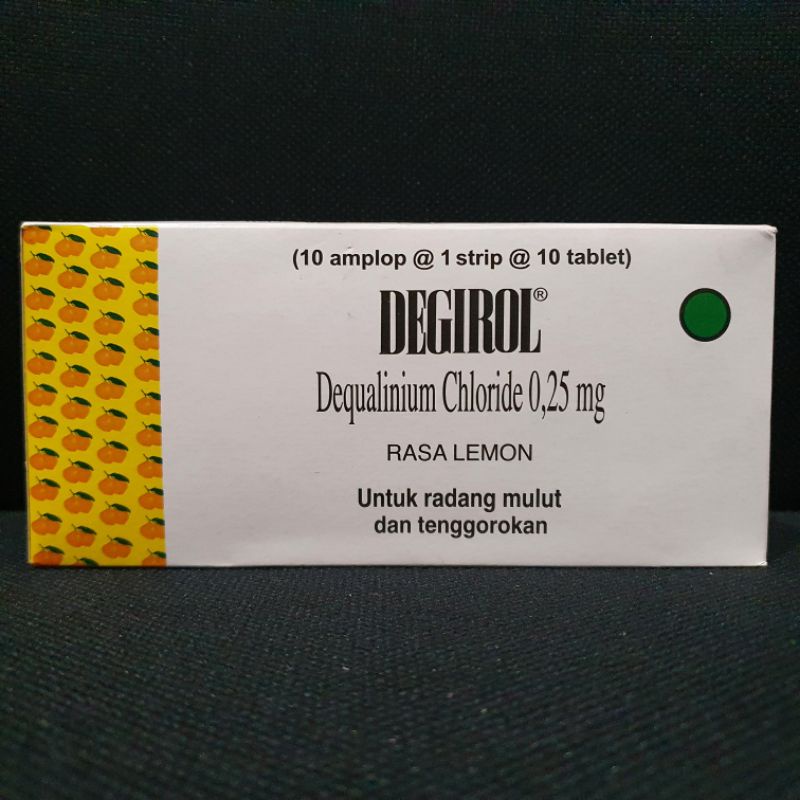 (10 amplop @ 1 strip @ 10 tablet)
DEGIROL®
Dequalinium Chloride 0,25 mg
RASA LEMON
Untuk radang mulut
dan tenggorokan